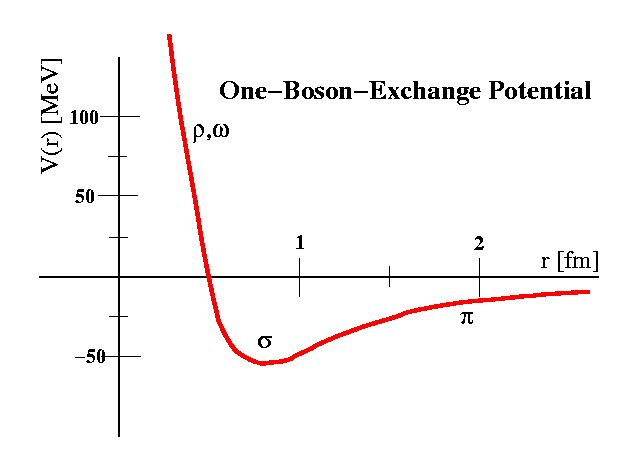 One−Boson−Exchange Potential
V(r) [MeV]
100
ρ,ω
50
1
2
r [fm]
π
σ
−50